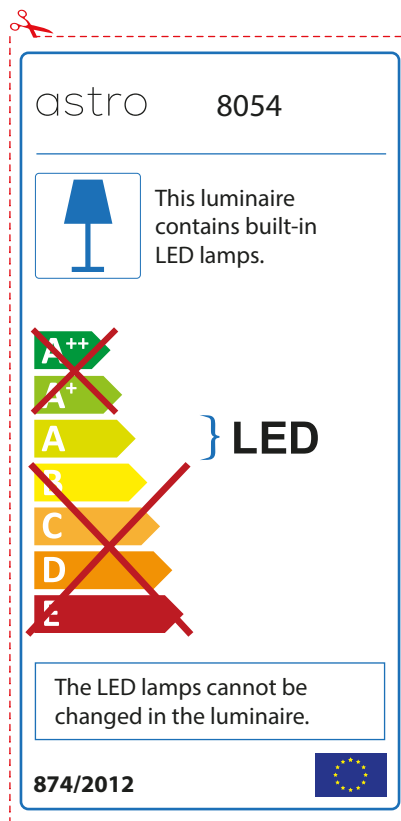 astro 8054
This luminaire
contains built-in
LED lamps.
A++
A+
A
B
C
D
E
} LED
The LED lamps cannot be
changed in the luminaire.
874/2012